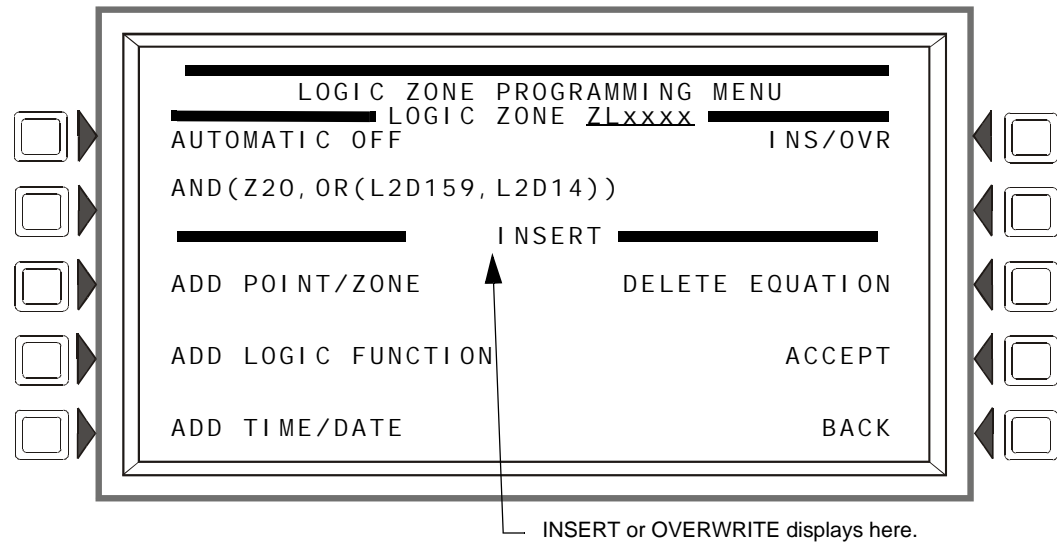 LOGIC ZONE PROGRAMMING MENU
LOGIC ZONE ZLxxxx
AUTOMATIC OFF INS/OVR
AND(Z20,OR(L2D159,L2D14))
INSERT
ADD POINT/ZONE DELETE EQUATION
ADD LOGIC FUNCTION ACCEPT
ADD TIME/DATE BACK
INSERT or OVERWRITE displays here.